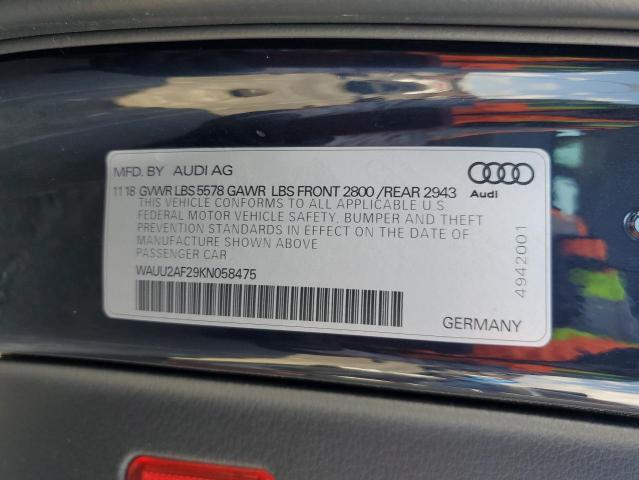 MFD. BY AUDI AG
11 18 GVWR LBS 5578 GAWR LBS FRONT 2800 /REAR 2943
THIS VEHICLE CONFORMS TO ALL APPLICABLE U.S
FEDERAL MOTOR VEHICLE SAFETY, BUMPER AND THEFT
PREVENTION STANDARDS IN EFFECT ON THE DATE OF
MANUFACTURE SHOWN ABOVE
PASSENGER CAR
WAUU2AF29KN058475
Audi
4942001
GERMANY